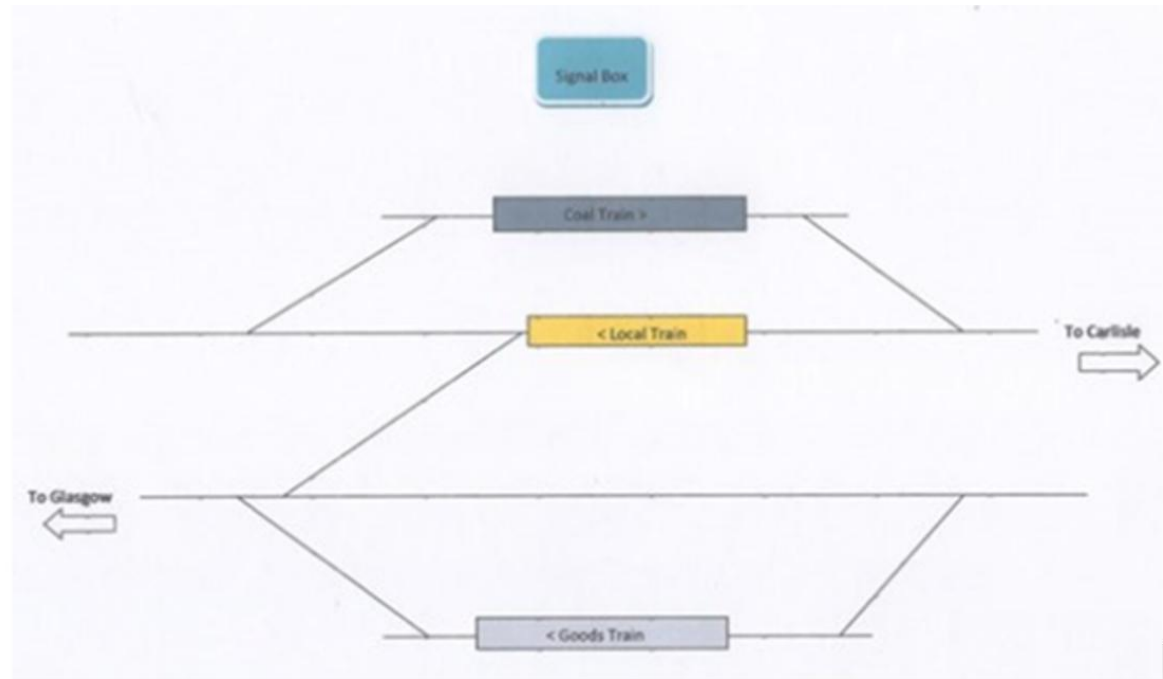 Signal Box
Coal Train >
< Local Train
To Carlisle
To Glasgow
< Goods Train